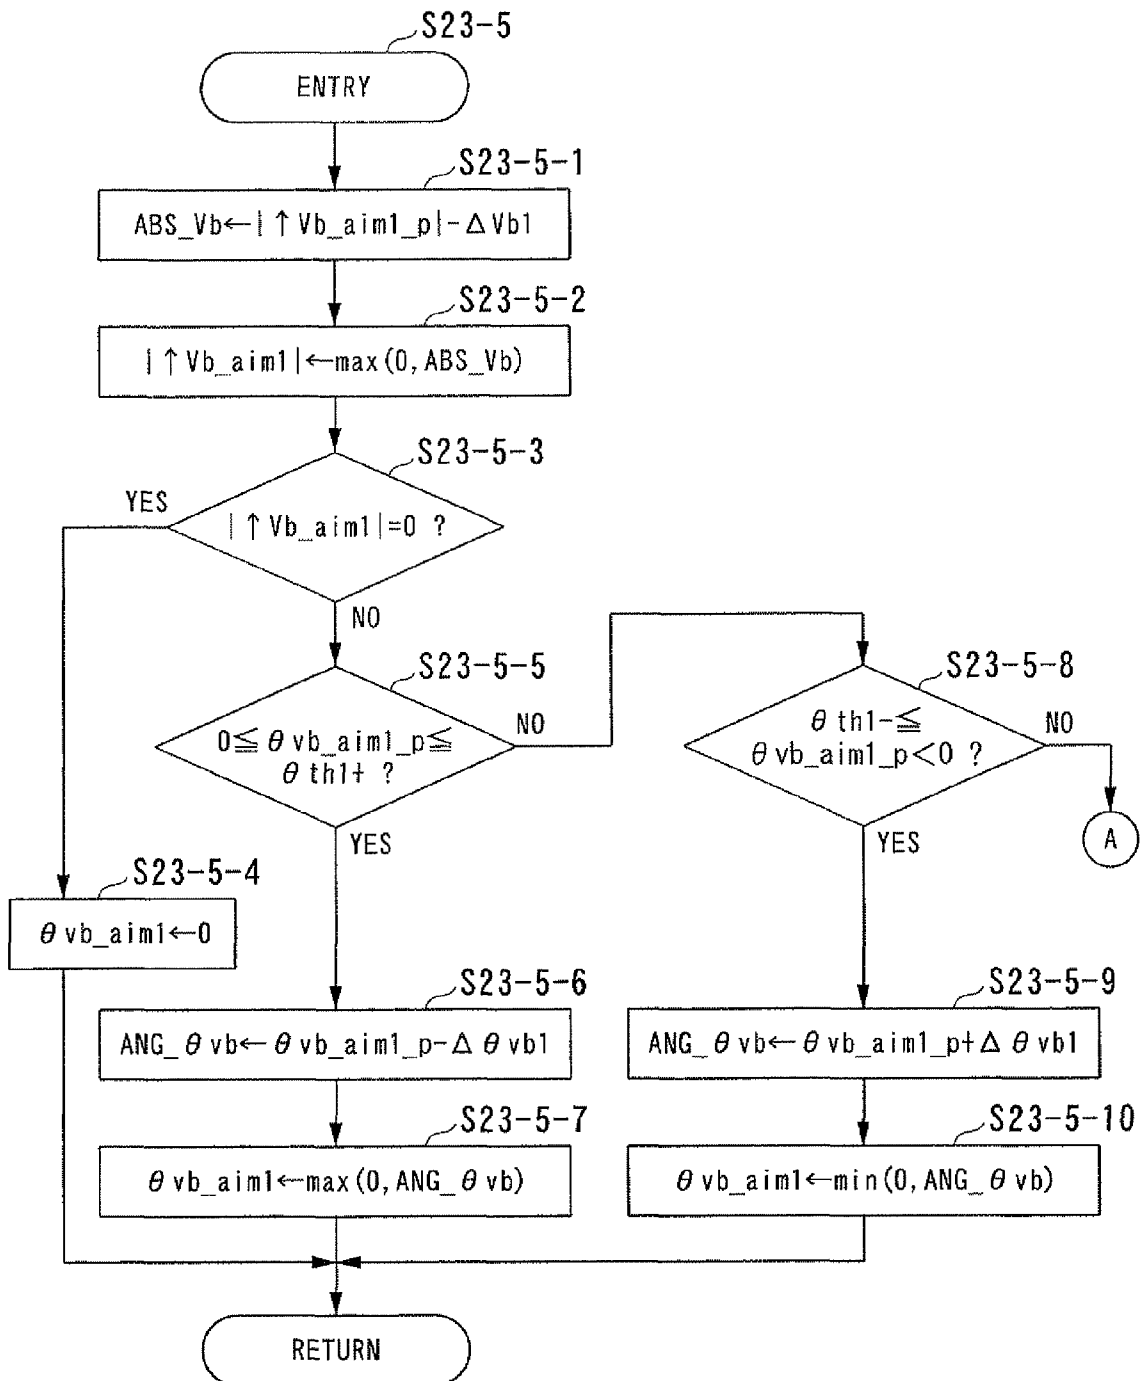 S23-5
ENTRY
S23-5-1
ABS_Vb←|↑Vb_aim1_p|-ΔVb1
S23-5-2
|↑Vb_aim1|←max(0,ABS_Vb)
S23-5-3
YES
|↑Vb_aim1|=0 ?
NO
S23-5-5
0≦θvb_aim1_p≦
θth1+ ?
NO
YES
S23-5-8
θth1-≦
θvb_aim1_p<0 ?
NO
YES
A
S23-5-4
θvb_aim1←0
S23-5-6
ANG_θvb←θvb_aim1_p-Δθvb1
S23-5-9
ANG_θvb←θvb_aim1_p+Δθvb1
S23-5-7
θvb_aim1←max(0,ANG_θvb)
S23-5-10
θvb_aim1←min(0,ANG_θvb)
RETURN